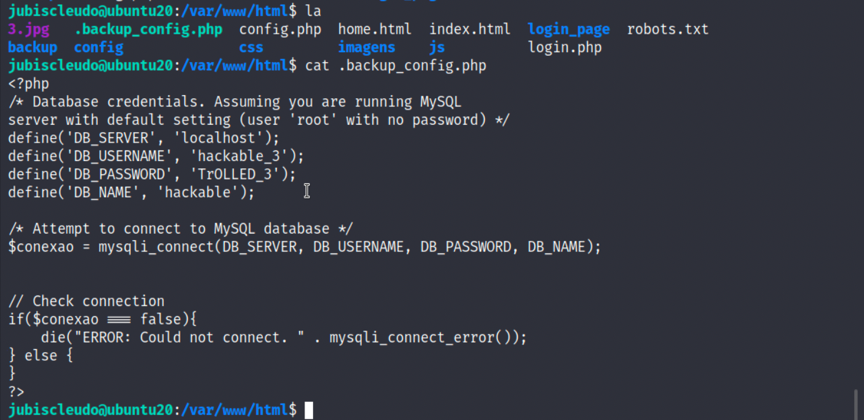 jubiscleudo@ubuntu20:/var/www/html$ la
3.jpg .backup_config.php config.php home.html index.html login_page robots.txt
backup config css imagens js login.php
jubiscleudo@ubuntu20:/var/www/html$ cat .backup_config.php
<?php
/* Database credentials. Assuming you are running MySQL
server with default setting (user 'root' with no password) */
define('DB_SERVER', 'localhost');
define('DB_USERNAME', 'hackable_3');
define('DB_PASSWORD', 'TrOLLED_3');
define('DB_NAME', 'hackable');
/* Attempt to connect to MySQL database */
$conexao = mysqli_connect(DB_SERVER, DB_USERNAME, DB_PASSWORD, DB_NAME);
// Check connection
if($conexao === false){
die("ERROR: Could not connect. " . mysqli_connect_error());
} else {
}
?>
jubiscleudo@ubuntu20:/var/www/html$